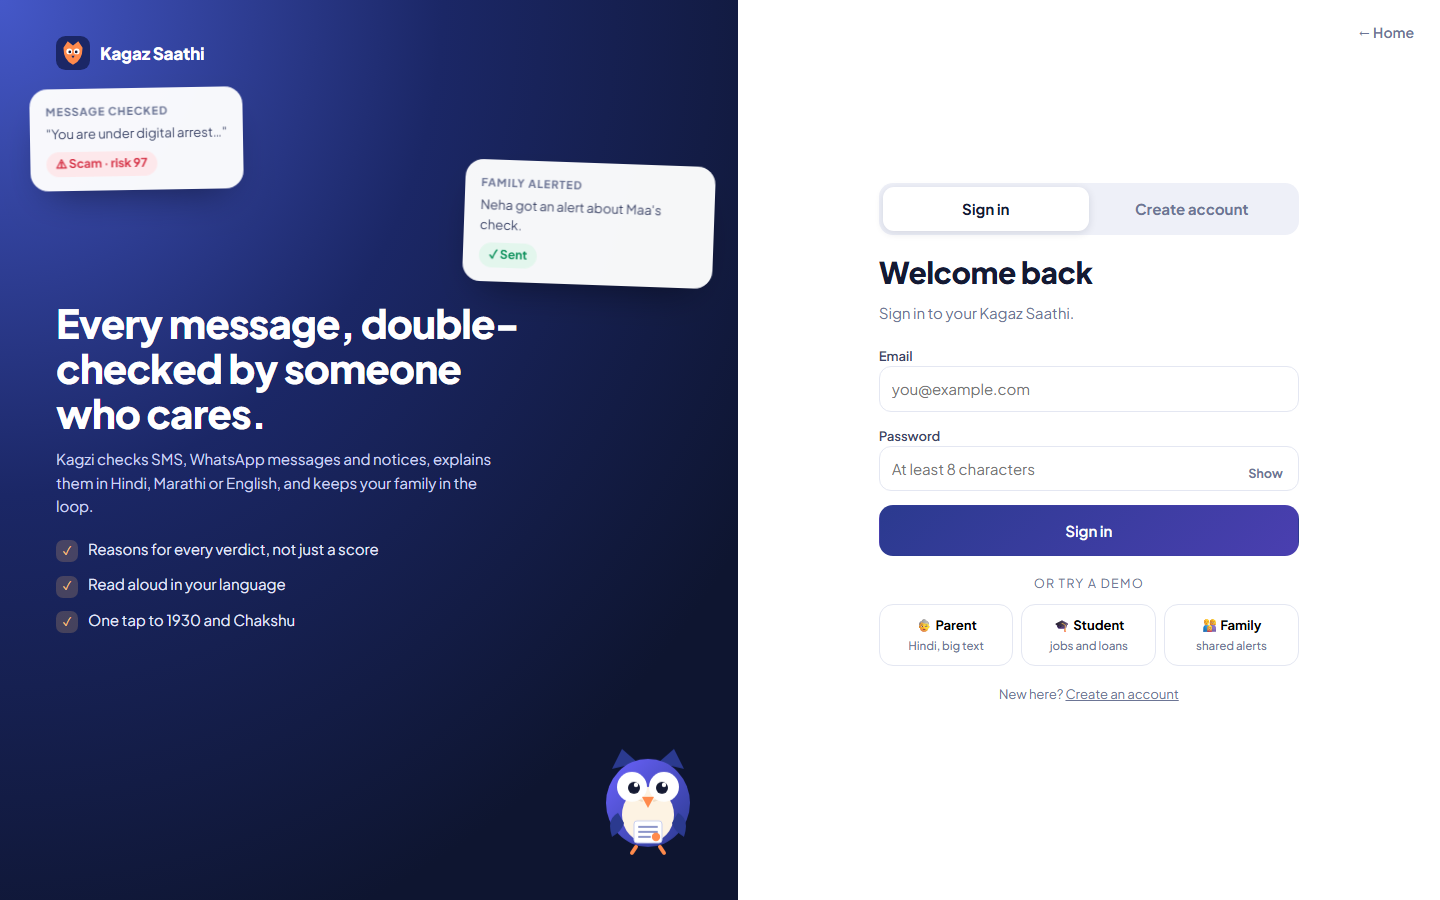 Kagaz Saathi
MESSAGE CHECKED
"You are under digital arrest…"
⚠ Scam · risk 97
FAMILY ALERTED
Neha got an alert about Maa's
check.
✓ Sent
Every message, double-
checked by someone
who cares.
Kagzi checks SMS, WhatsApp messages and notices, explains
them in Hindi, Marathi or English, and keeps your family in the
loop.
✓ Reasons for every verdict, not just a score
✓ Read aloud in your language
✓ One tap to 1930 and Chakshu
← Home
Sign in
Create account
Welcome back
Sign in to your Kagaz Saathi.
Email
you@example.com
Password
At least 8 characters
Show
Sign in
OR TRY A DEMO
Parent
Hindi, big text
Student
jobs and loans
Family
shared alerts
New here? Create an account